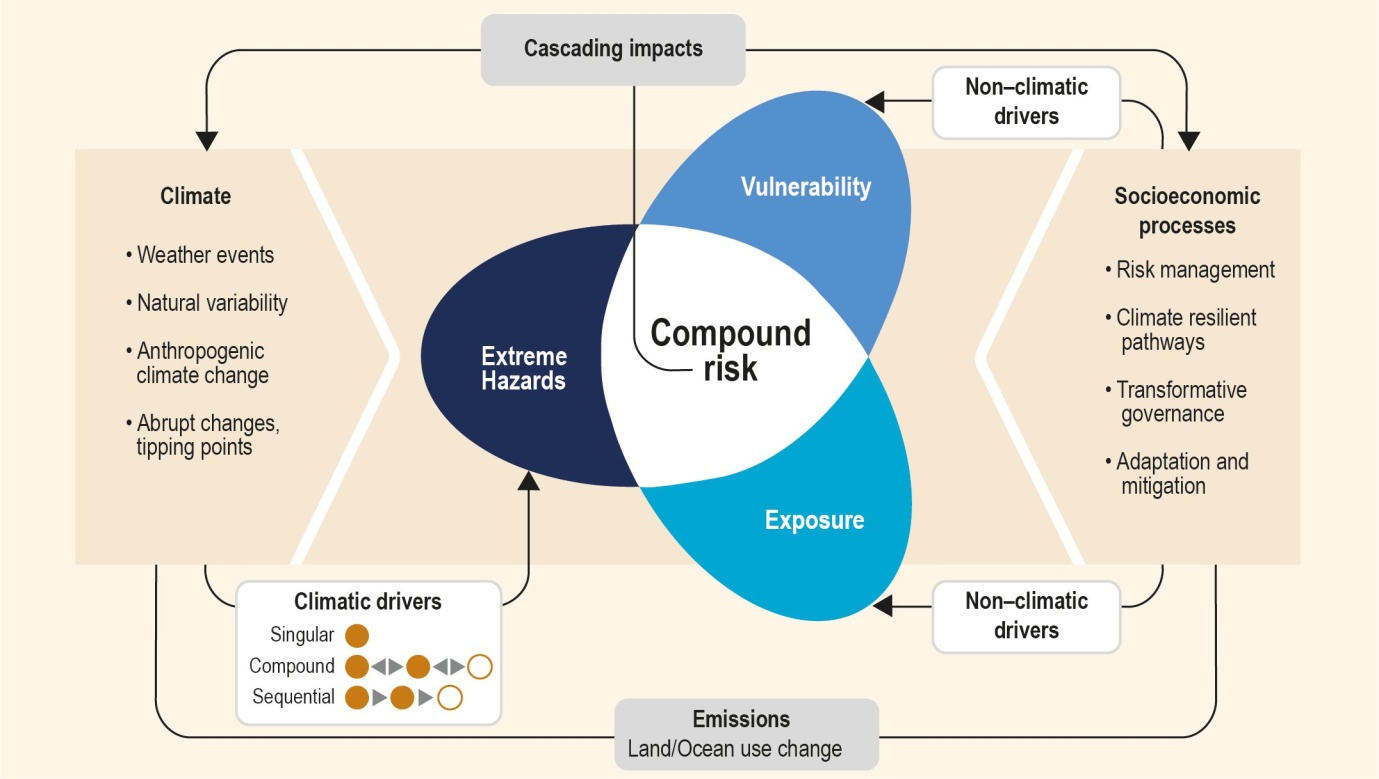 Cascading impacts
Non–climatic
drivers
Climate
• Weather events
• Natural variability
• Anthropogenic
climate change
• Abrupt changes,
tipping points
Vulnerability
Extreme
Hazards
Compound
risk
Exposure
Socioeconomic
processes
• Risk management
• Climate resilient
pathways
• Transformative
governance
• Adaptation and
mitigation
Climatic drivers
Singular
Compound
Sequential
Non–climatic
drivers
Emissions
Land/Ocean use change